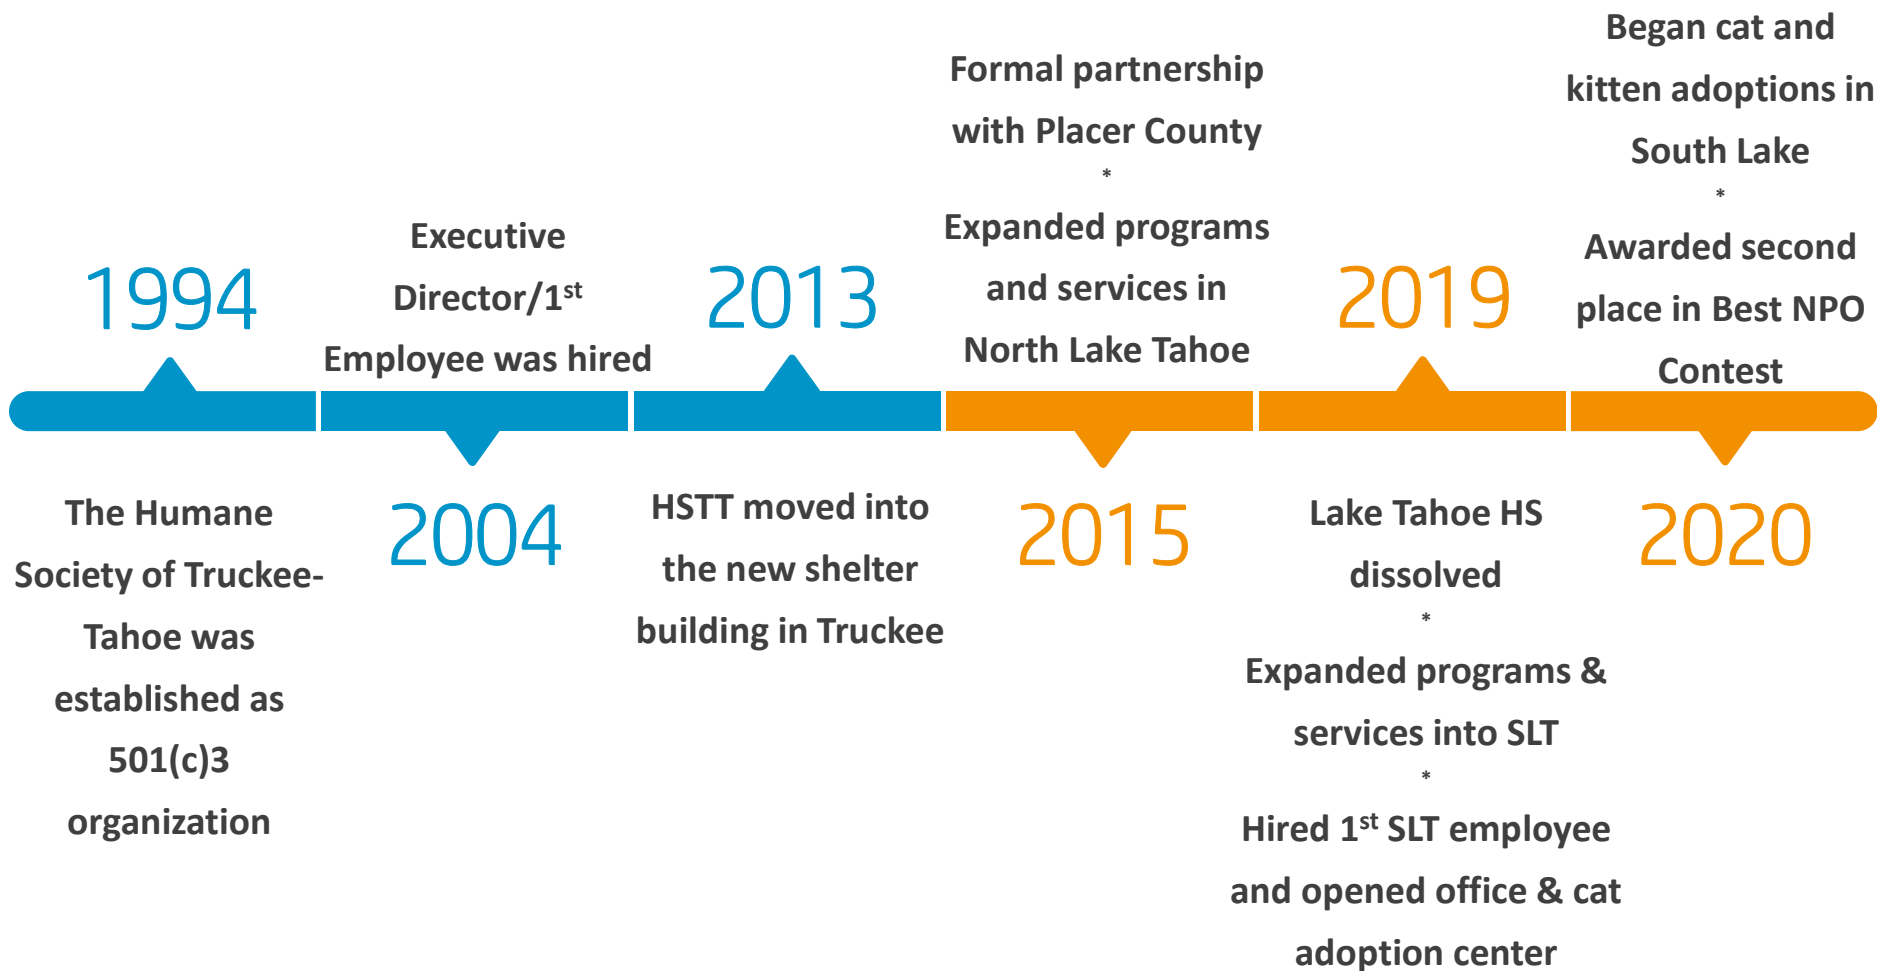 1994
The Humane
Society of Truckee-
Tahoe was
established as
501(c)3
organization
Executive
Director/1st
Employee was hired
2004
2013
HSTT moved into
the new shelter
building in Truckee
Formal partnership
with Placer County
*
Expanded programs
and services in
North Lake Tahoe
2015
2019
Lake Tahoe HS
dissolved
*
Expanded programs &
services into SLT
*
Hired 1st SLT employee
and opened office & cat
adoption center
Began cat and
kitten adoptions in
South Lake
*
Awarded second
place in Best NPO
Contest
2020